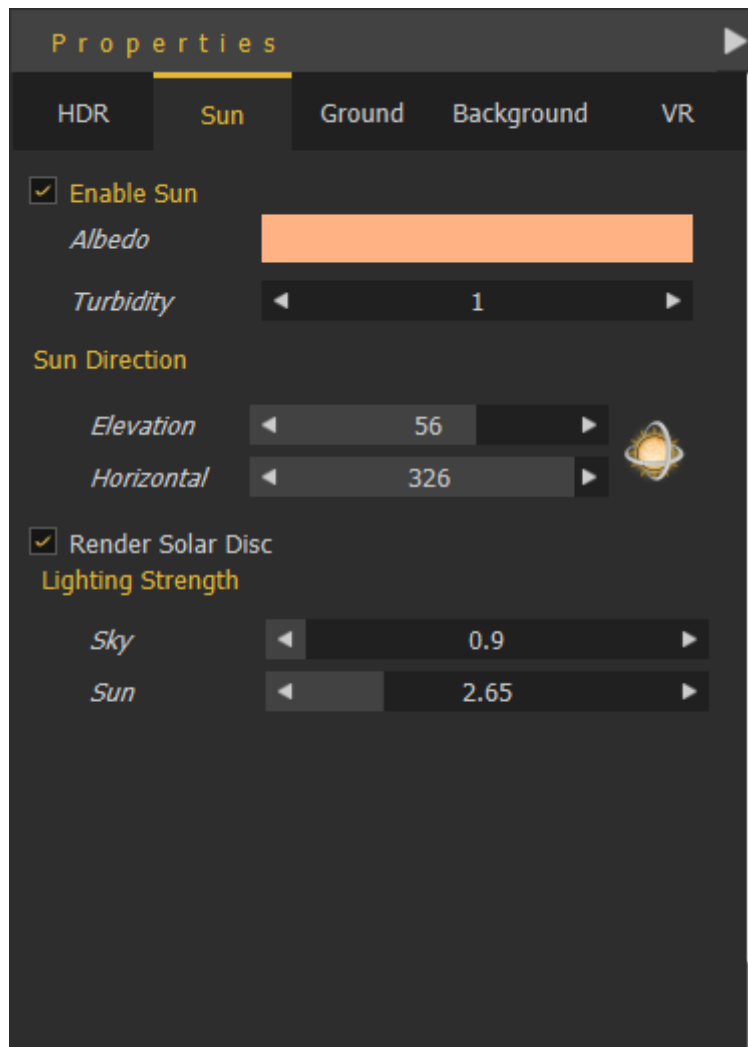 Properties
HDR Sun Ground Background VR
Enable Sun
Albedo
Turbidity 1
Sun Direction
Elevation 56
Horizontal 326
Render Solar Disc
Lighting Strength
Sky 0.9
Sun 2.65